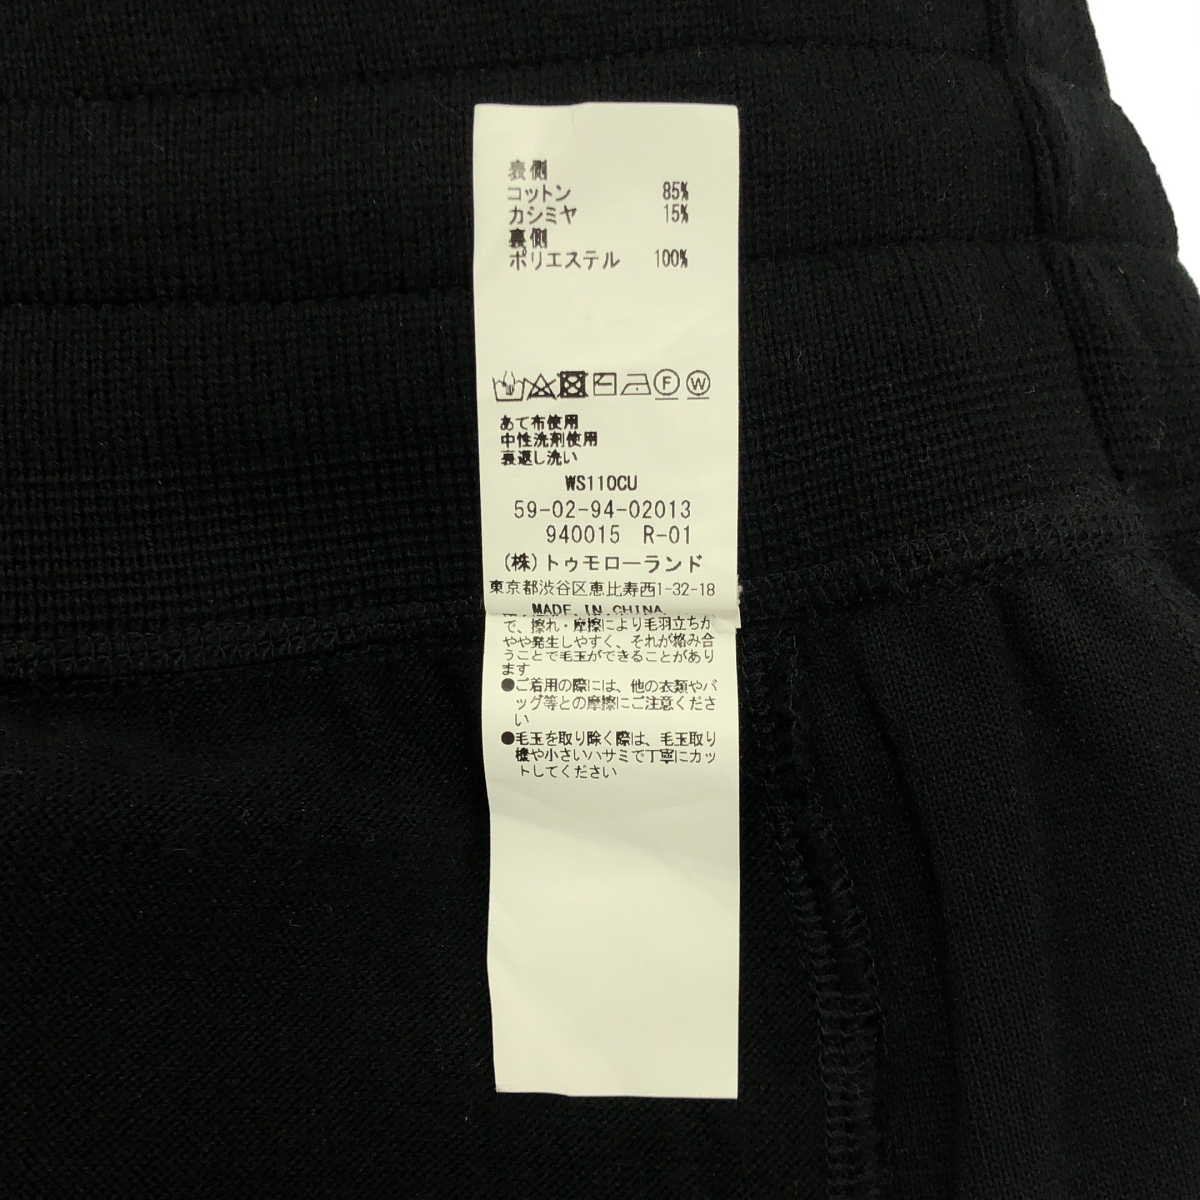 表側
コットン 85%
カシミヤ 15%
裏側
ポリエステル 100%
F W
あて布使用
中性洗剤使用
裏返し洗い
WS110CU
59-02-94-02013
940015 R-01
(株)トゥモローランド
東京都渋谷区恵比寿西1-32-18
MADE IN CHINA
で、擦れ・摩擦により毛羽立ちが
やや発生しやすく、それが絡み合
うことで毛玉ができることがあり
ます
●ご着用の際には、他の衣類やバ
ッグ等との摩擦にご注意くださ
い
●毛玉を取り除く際は、毛玉取り
機や小さいハサミで丁寧にカッ
トしてください